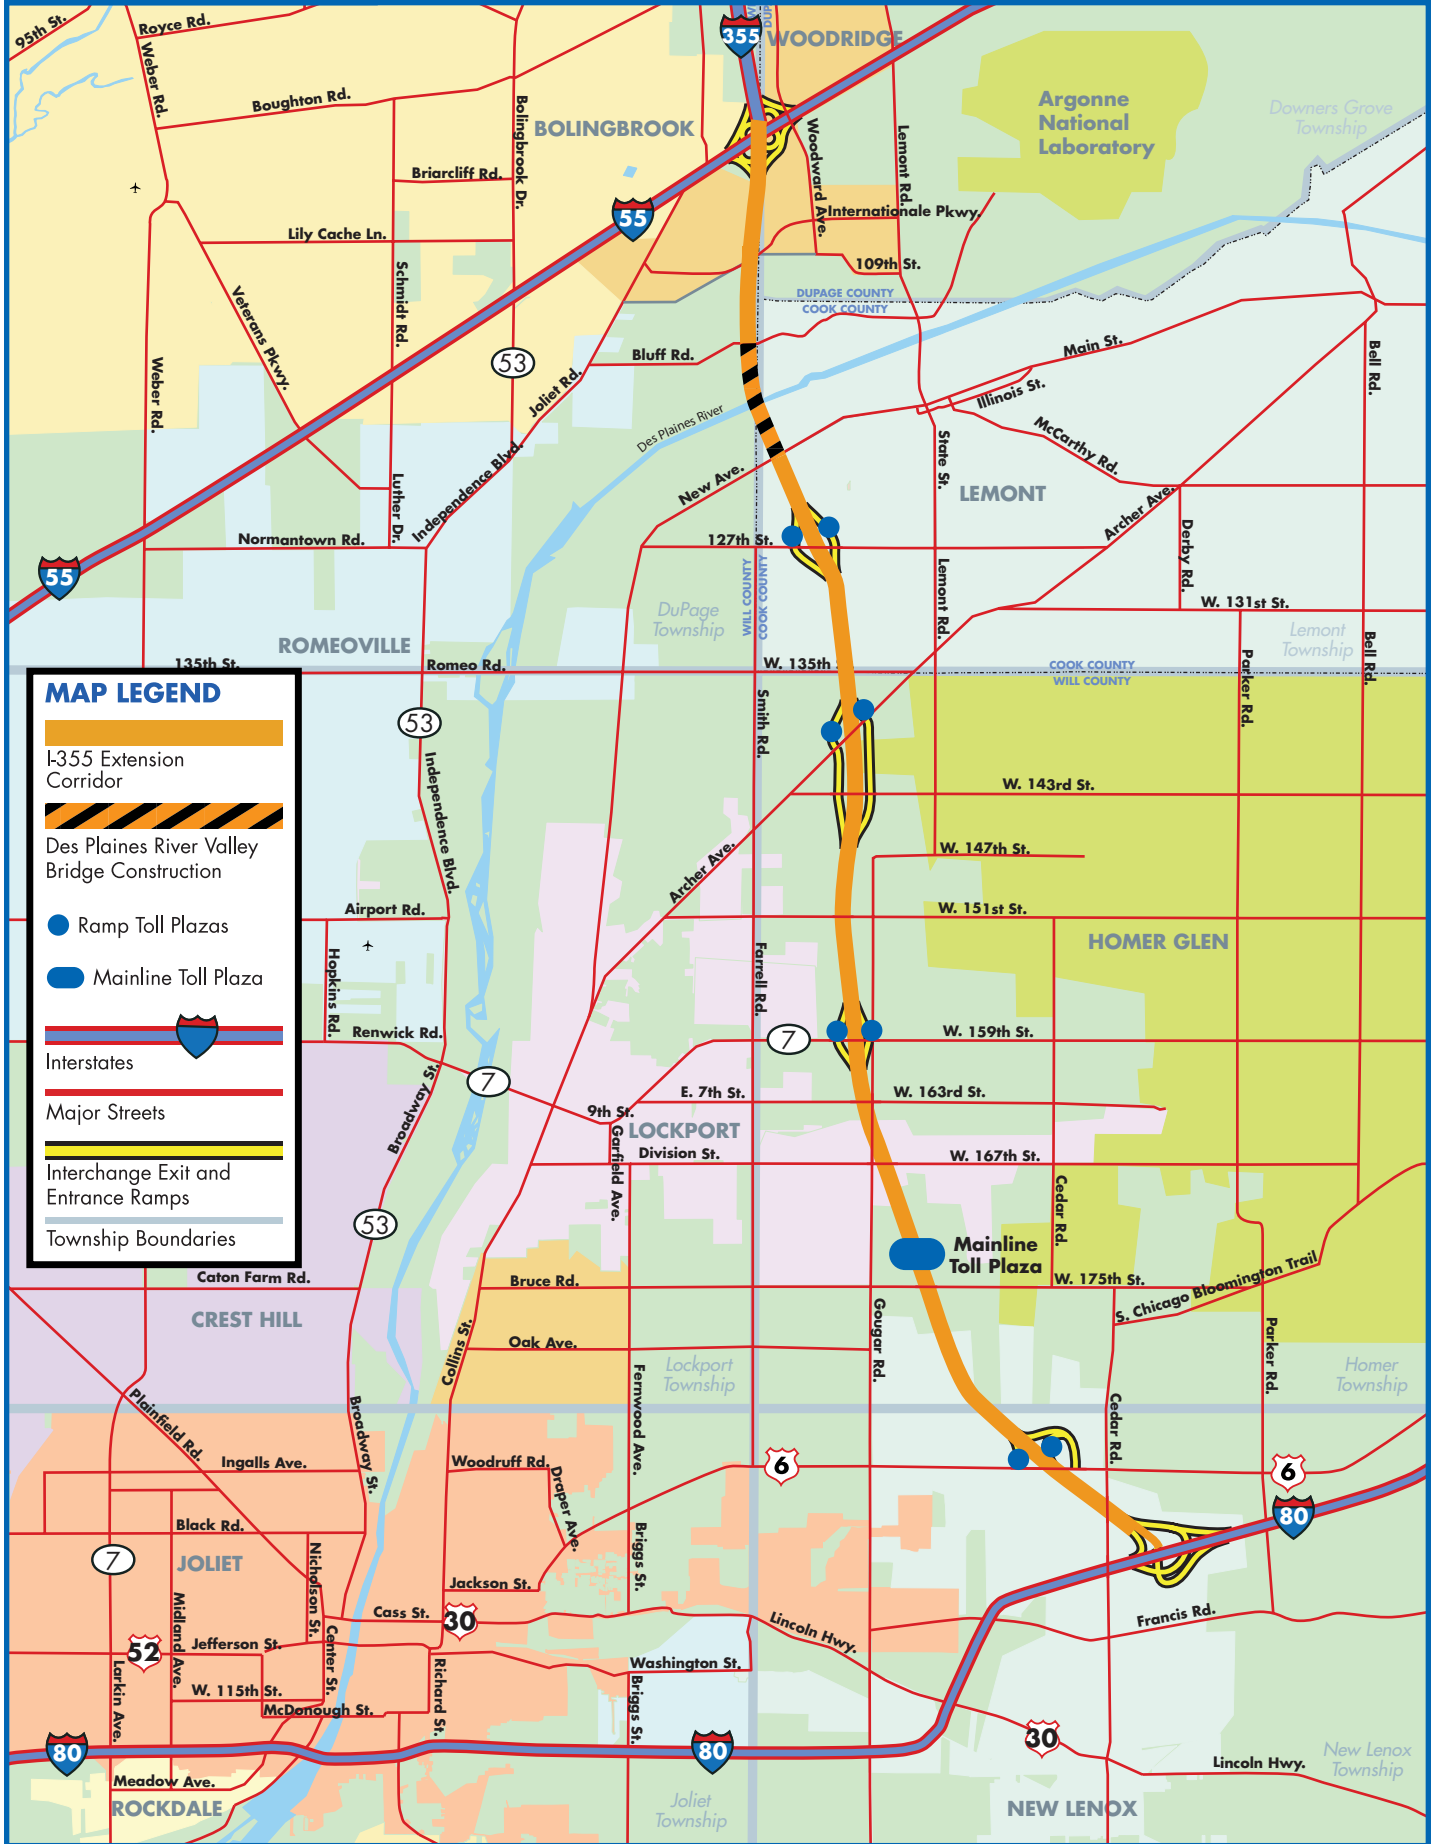 95th St.
Royce Rd.
Weber Rd.
Boughton Rd.
Bolingbrook Dr.
BOLINGBROOK
355
WOODRIDGE
Argonne
National
Laboratory
Downers Grove
Township
Woodward Ave.
Lemont Rd.
Briarcliff Rd.
55
Internationale Pkwy.
Lily Cache Ln.
Schmidt Rd.
Veterans Pkwy.
109th St.
DUPAGE COUNTY
COOK COUNTY
53
Weber Rd.
Joliet Rd.
Bluff Rd.
Main St.
Illinois St.
Bell Rd.
Des Plaines River
McCarthy Rd.
Independence Blvd.
New Ave.
State St.
LEMONT
Luther Dr.
Archer Ave.
Normantown Rd.
127th St.
Derby Rd.
55
WILL COUNTY
COOK COUNTY
Lemont Rd.
W. 131st St.
DuPage
Township
ROMEOVILLE
Lemont
Township
135th St.
Romeo Rd.
W. 135th
COOK COUNTY
WILL COUNTY
Parker Rd.
Bell Rd.
MAP LEGEND
I-355 Extension
Corridor
Des Plaines River Valley
Bridge Construction
Ramp Toll Plazas
Mainline Toll Plaza
Interstates
Major Streets
Interchange Exit and
Entrance Ramps
Township Boundaries
53
Smith Rd.
Independence Blvd.
W. 143rd St.
Archer Ave.
W. 147th St.
Airport Rd.
W. 151st St.
HOMER GLEN
Hopkins Rd.
Farrell Rd.
Renwick Rd.
7
W. 159th St.
7
Broadway St.
E. 7th St.
W. 163rd St.
9th St.
LOCKPORT
Garfield Ave.
Division St.
W. 167th St.
Cedar Rd.
53
Mainline
Toll Plaza
Caton Farm Rd.
Bruce Rd.
W. 175th St.
S. Chicago Bloomington Trail
CREST HILL
Collins St.
Oak Ave.
Gougar Rd.
Parker Rd.
Lockport
Township
Homer
Township
Fernwood Ave.
Plainfield Rd.
Broadway St.
Cedar Rd.
Ingalls Ave.
Woodruff Rd.
Draper Ave.
6
6
80
Black Rd.
7
JOLIET
Nicholson St.
Briggs St.
Midland Ave.
Jackson St.
Cass St.
30
Lincoln Hwy.
Francis Rd.
52
Jefferson St.
Center St.
Larkin Ave.
Richard St.
Washington St.
W. 115th St.
McDonough St.
Briggs St.
80
80
30
New Lenox
Township
Lincoln Hwy.
Meadow Ave.
ROCKDALE
Joliet
Township
NEW LENOX